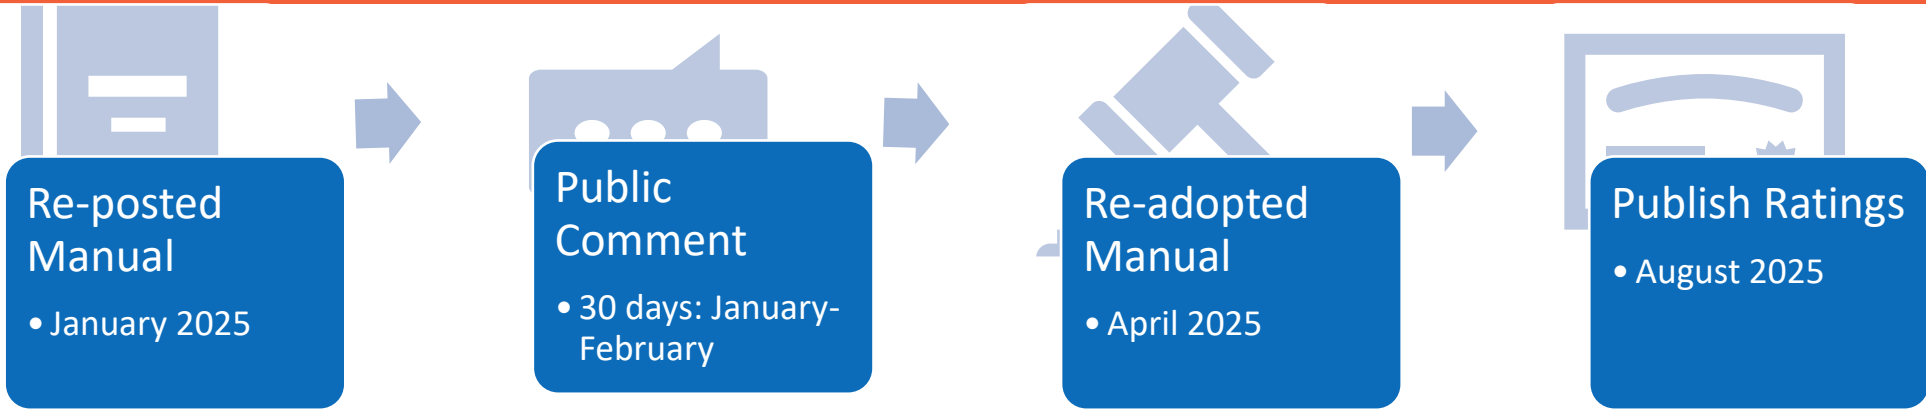 Re-posted
Manual
• January 2025
Public
Comment
• 30 days: January-
February
Re-adopted
Manual
• April 2025
Publish Ratings
• August 2025